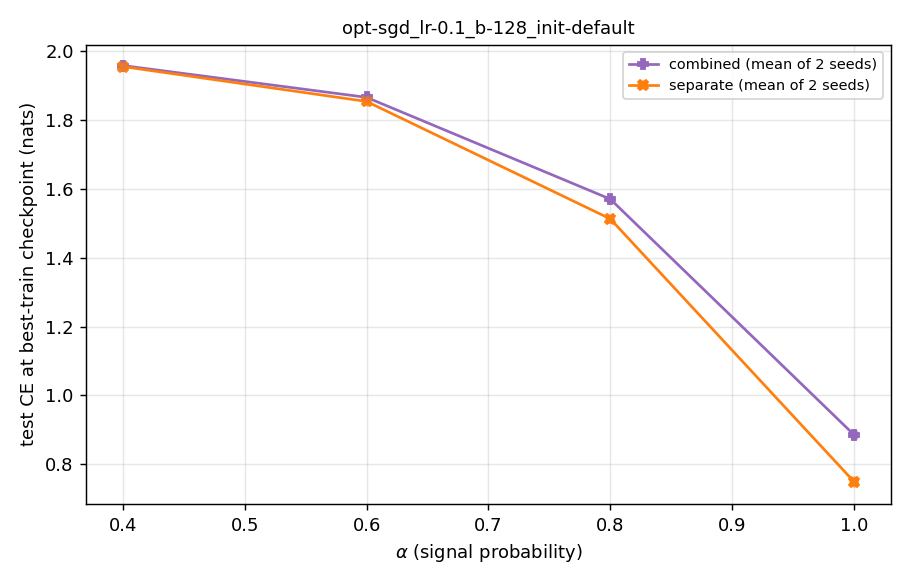 opt-sgd_lr-0.1_b-128_init-default
combined (mean of 2 seeds)
separate (mean of 2 seeds)
test CE at best-train checkpoint (nats)
2.0
1.8
1.6
1.4
1.2
1.0
0.8
0.4
0.5
0.6
0.7
0.8
0.9
1.0
α (signal probability)